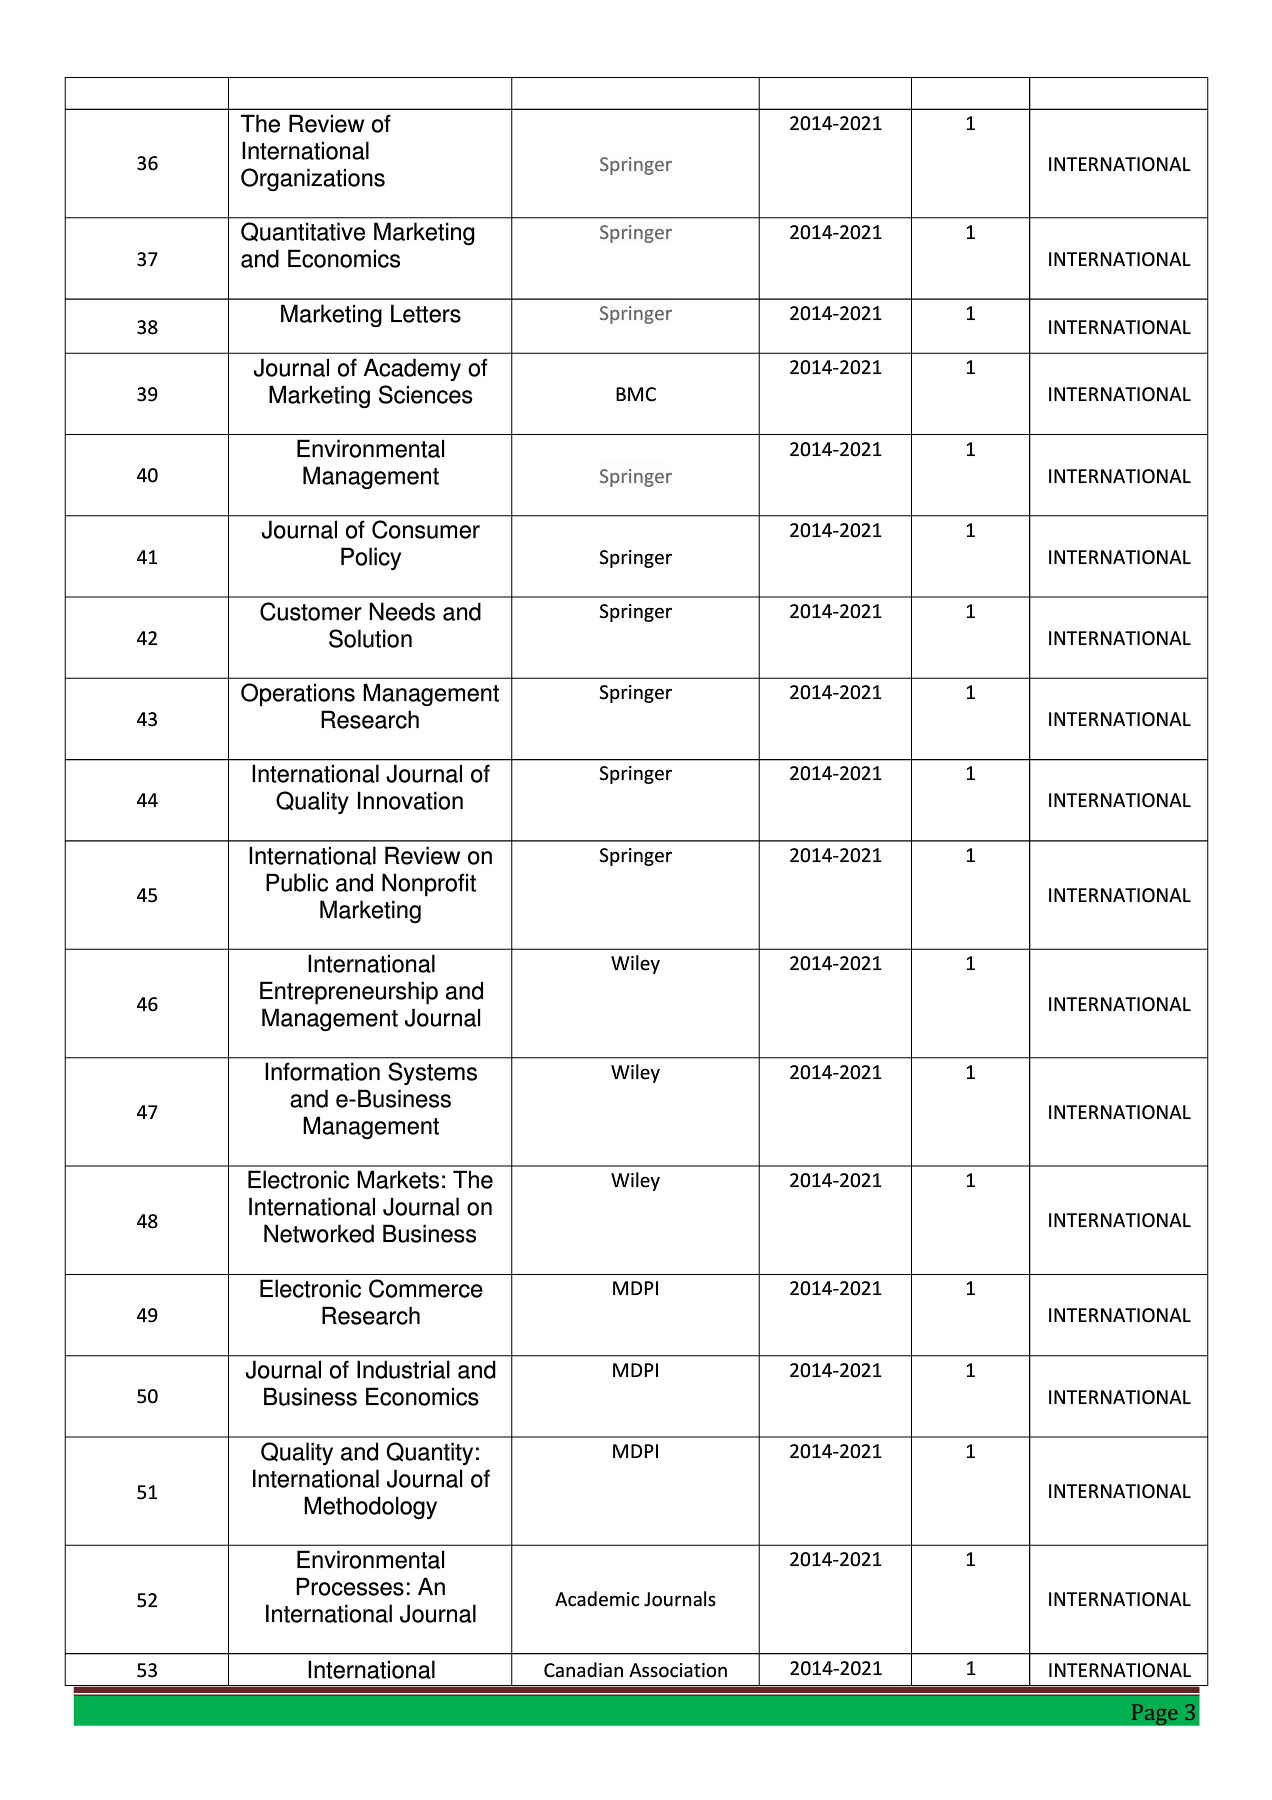 The Review of
International
Organizations
36
Springer
2014-2021
1
INTERNATIONAL
Quantitative Marketing
and Economics
37
Springer
2014-2021
1
INTERNATIONAL
Marketing Letters
38
Springer
2014-2021
1
INTERNATIONAL
Journal of Academy of
Marketing Sciences
39
BMC
2014-2021
1
INTERNATIONAL
Environmental
Management
40
Springer
2014-2021
1
INTERNATIONAL
Journal of Consumer
Policy
41
Springer
2014-2021
1
INTERNATIONAL
Customer Needs and
Solution
42
Springer
2014-2021
1
INTERNATIONAL
Operations Management
Research
43
Springer
2014-2021
1
INTERNATIONAL
International Journal of
Quality Innovation
44
Springer
2014-2021
1
INTERNATIONAL
International Review on
Public and Nonprofit
Marketing
45
Springer
2014-2021
1
INTERNATIONAL
International
Entrepreneurship and
Management Journal
46
Wiley
2014-2021
1
INTERNATIONAL
Information Systems
and e-Business
Management
47
Wiley
2014-2021
1
INTERNATIONAL
Electronic Markets: The
International Journal on
Networked Business
48
Wiley
2014-2021
1
INTERNATIONAL
Electronic Commerce
Research
49
MDPI
2014-2021
1
INTERNATIONAL
Journal of Industrial and
Business Economics
50
MDPI
2014-2021
1
INTERNATIONAL
Quality and Quantity:
International Journal of
Methodology
51
MDPI
2014-2021
1
INTERNATIONAL
Environmental
Processes: An
International Journal
52
Academic Journals
2014-2021
1
INTERNATIONAL
53
International
Canadian Association
2014-2021
1
INTERNATIONAL
Page 3